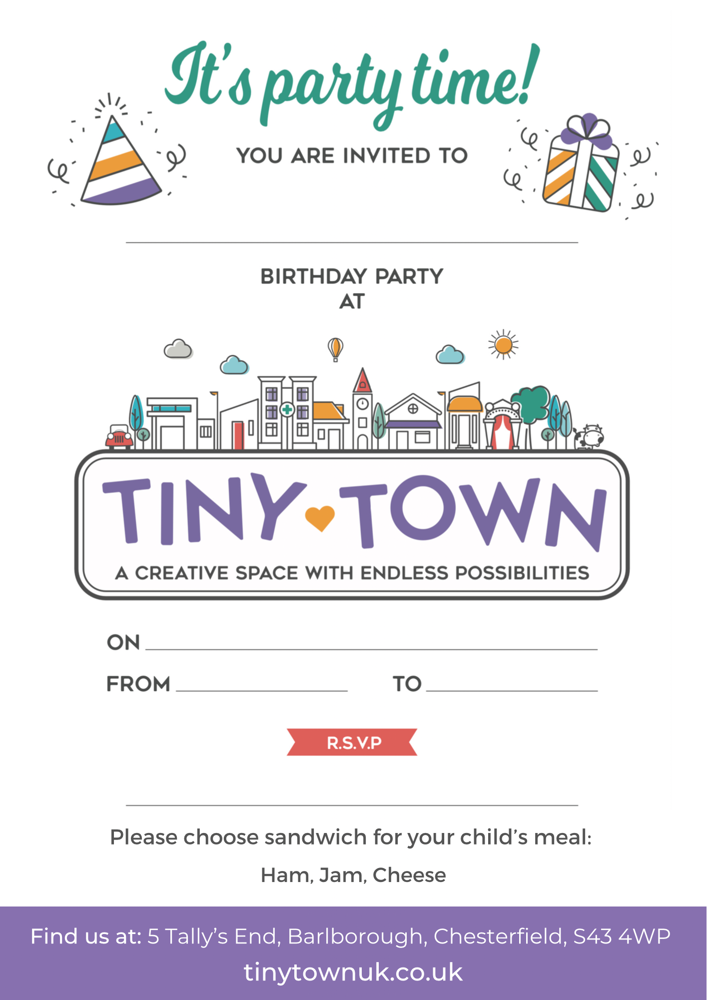 It's party time!
YOU ARE INVITED TO
BIRTHDAY PARTY
AT
TINY TOWN
A CREATIVE SPACE WITH ENDLESS POSSIBILITIES
ON
FROM TO
R.S.V.P
Please choose sandwich for your child's meal:
Ham, Jam, Cheese
Find us at: 5 Tally's End, Barlborough, Chesterfield, S43 4WP
tinytownuk.co.uk